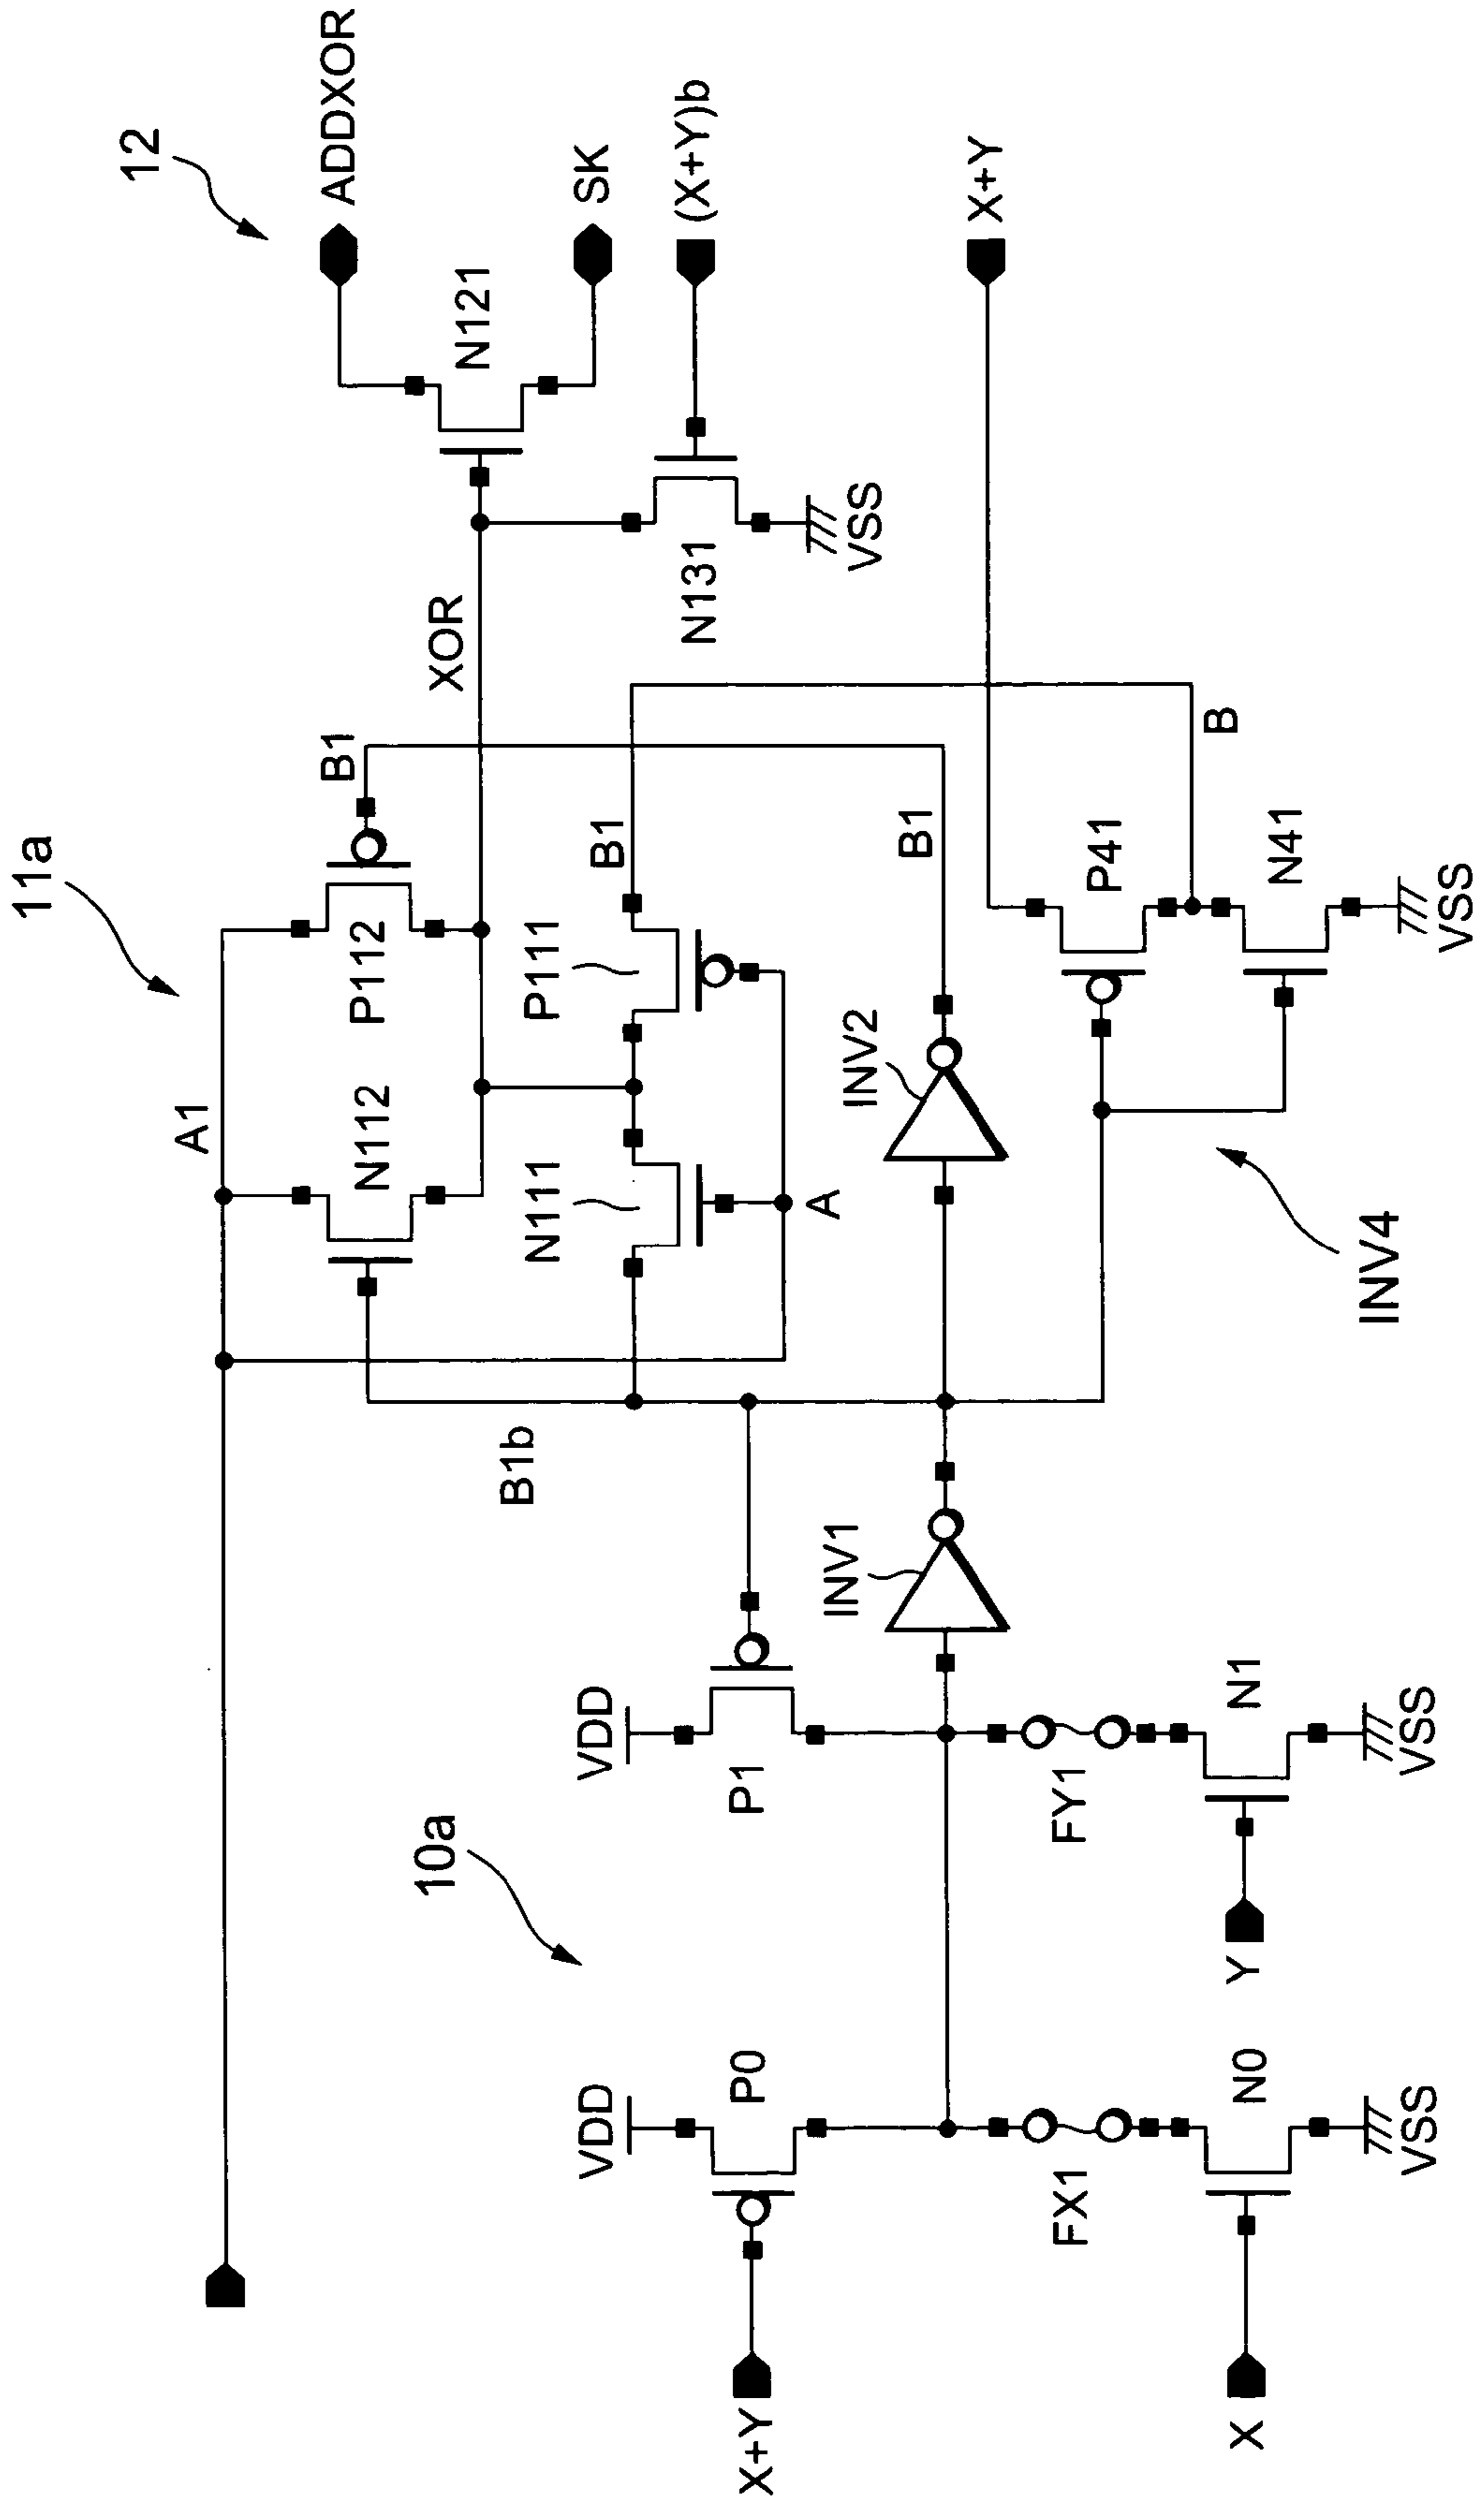 12
ADDXOR
SK
(X+Y)b
X+Y
N121
N131
VSS
XOR
11a
B1
P112
A1
N112
P111
B1
N111
A
B1
B
P41
N41
VSS
INV2
INV4
B1b
INV1
VDD
P1
FY1
N1
VSS
Y
10a
VDD
P0
FX1
N0
VSS
X+Y
X